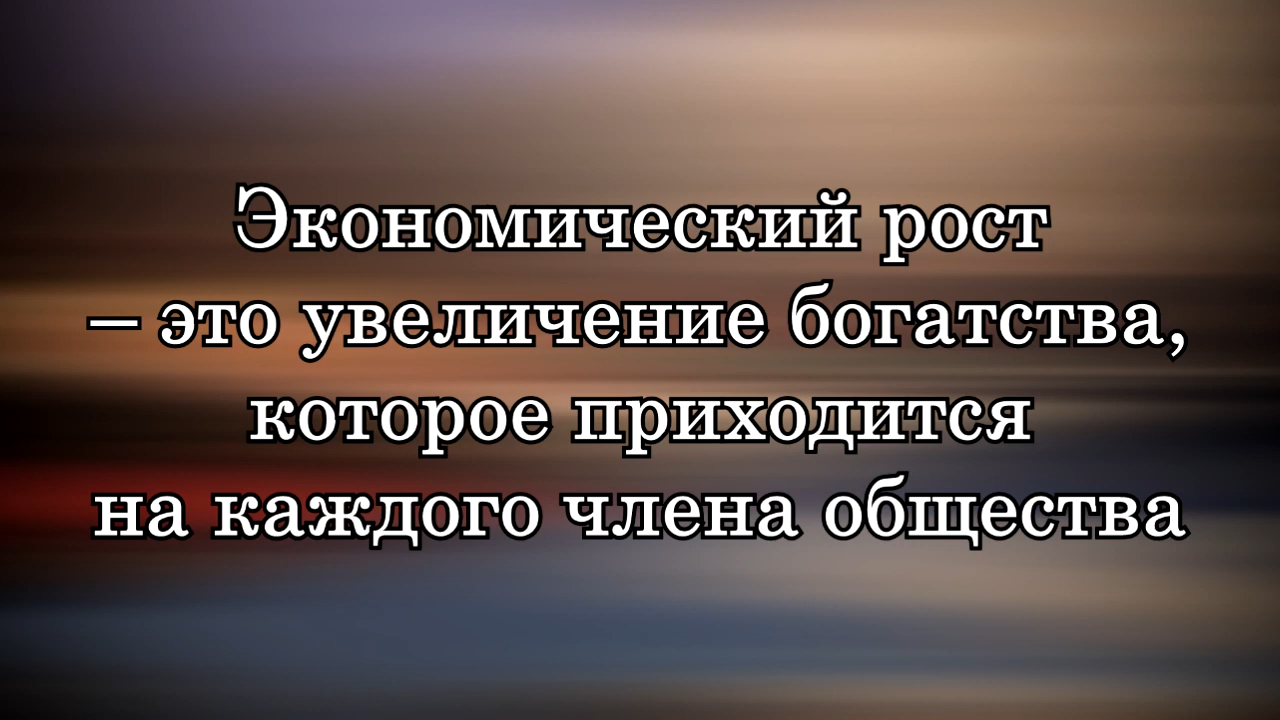 Экономический рост
– это увеличение богатства,
которое приходится
на каждого члена общества